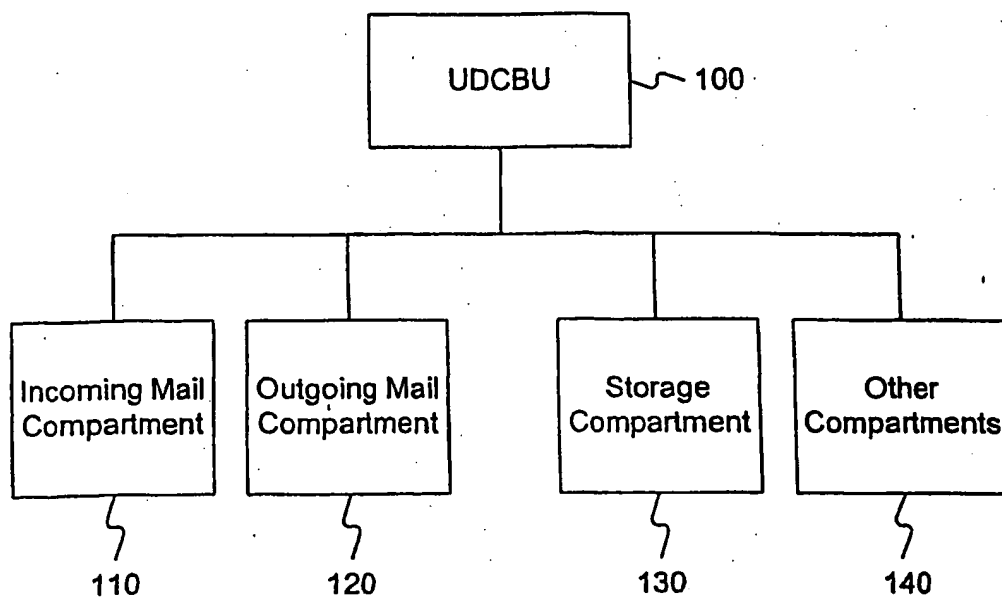 UDCBU
100
Incoming Mail
Compartment
Outgoing Mail
Compartment
Storage
Compartment
Other
Compartments
110
120
130
140